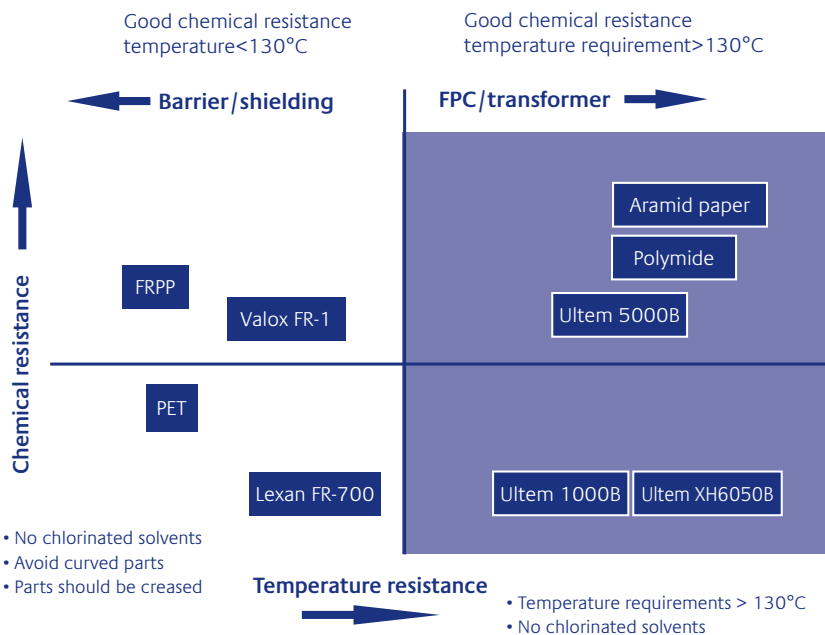 Good chemical resistance
temperature<130°C
Good chemical resistance
temperature requirement>130°C
Barrier/shielding
FPC/transformer
Chemical resistance
Aramid paper
Polymide
FRPP
Valox FR-1
Ultem 5000B
PET
Lexan FR-700
Ultem 1000B
Ultem XH6050B
• No chlorinated solvents
• Avoid curved parts
• Parts should be creased
Temperature resistance
• Temperature requirements > 130°C
• No chlorinated solvents